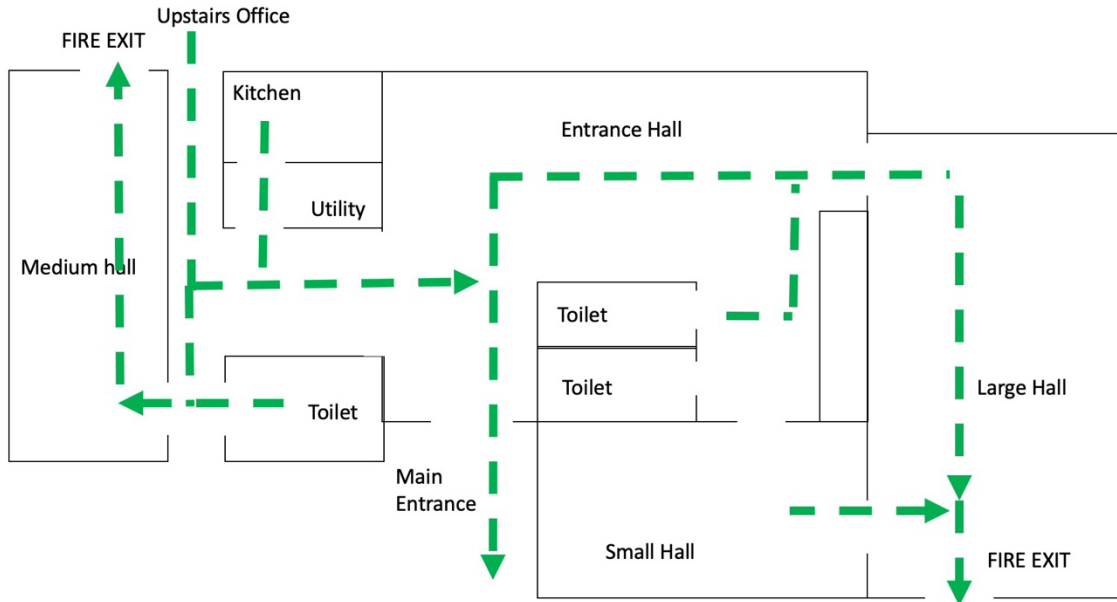 Upstairs Office
FIRE EXIT
Kitchen
Entrance Hall
Utility
Medium hall
Toilet
Toilet
Large Hall
Toilet
Main
Entrance
Small Hall
FIRE EXIT